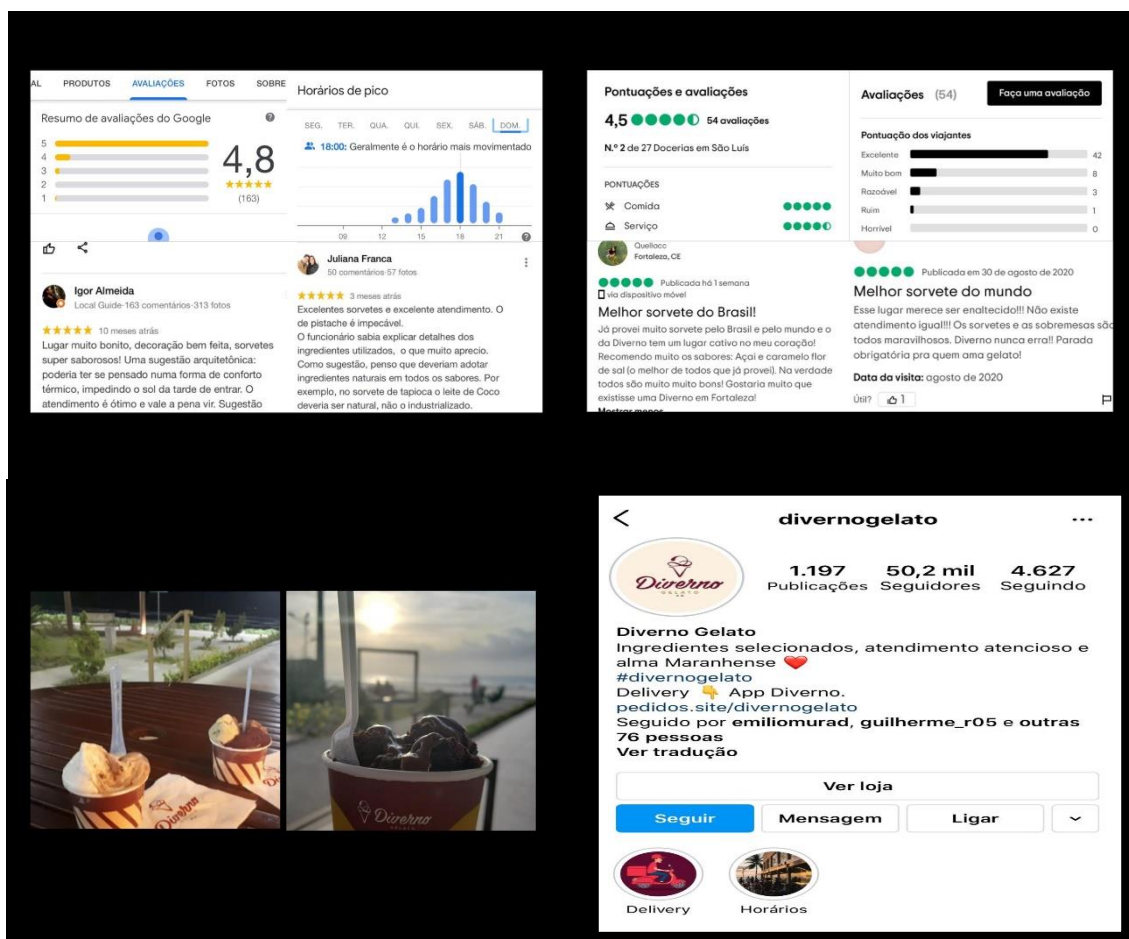 AL PRODUTOS AVALIAÇÕES FOTOS SOBRE
Resumo de avaliações do Google
5
4
3
2
1
4,8
(163)
Igor Almeida
Local Guide·163 comentários·313 fotos
10 meses atrás
Lugar muito bonito, decoração bem feita, sorvetes
super saborosos! Uma sugestão arquitetônica:
poderia ter se pensado numa forma de conforto
térmico, impedindo o sol da tarde de entrar. O
atendimento é ótimo e vale a pena vir. Sugestão
Horários de pico
SEG. TER. QUA. QUI. SEX. SÁB. DOM.
18:00: Geralmente é o horário mais movimentado
09 12 15 18 21
Juliana Franca
50 comentários·57 fotos
3 meses atrás
Excelentes sorvetes e excelente atendimento. O
de pistache é impecável.
O funcionário sabia explicar detalhes dos
ingredientes utilizados, o que muito aprecio.
Como sugestão, penso que deveriam adotar
ingredientes naturais em todos os sabores. Por
exemplo, no sorvete de tapioca o leite de Coco
deveria ser natural, não o industrializado.
Pontuações e avaliações
4,5 54 avaliações
N.º 2 de 27 Docerias em São Luís
PONTUAÇÕES
Comida
Serviço
Queliacc
Fortaleza, CE
Publicada há 1 semana
via dispositivo móvel
Melhor sorvete do Brasil!
Já provei muito sorvete pelo Brasil e pelo mundo e o
da Diverno tem um lugar cativo no meu coração!
Recomendo muito os sabores: Açai e caramelo flor
de sal (o melhor de todos que já provei). Na verdade
todos são muito muito bons! Gostaria muito que
existisse uma Diverno em Fortaleza!
Mostrar menos
Avaliações (54) Faça uma avaliação
Pontuação dos viajantes
Excelente 42
Muito bom 8
Razoável 3
Ruim 1
Horrível 0
Publicada em 30 de agosto de 2020
Melhor sorvete do mundo
Esse lugar merece ser enaltecido!!! Não existe
atendimento igual!!! Os sorvetes e as sobremesas são
todos maravilhosos. Diverno nunca erra!! Parada
obrigatória pra quem ama gelato!
Data da visita: agosto de 2020
Útil? 1
Diverno
Diverno
GELATO
divernogelato
Diverno
GELATO
1.197 50,2 mil 4.627
Publicações Seguidores Seguindo
Diverno Gelato
Ingredientes selecionados, atendimento atencioso e
alma Maranhense ❤️
#divernogelato
Delivery 👇 App Diverno.
pedidos.site/divernogelato
Seguido por emiliomurad, guilherme_r05 e outras
76 pessoas
Ver tradução
Ver loja
Seguir Mensagem Ligar
Delivery Horários